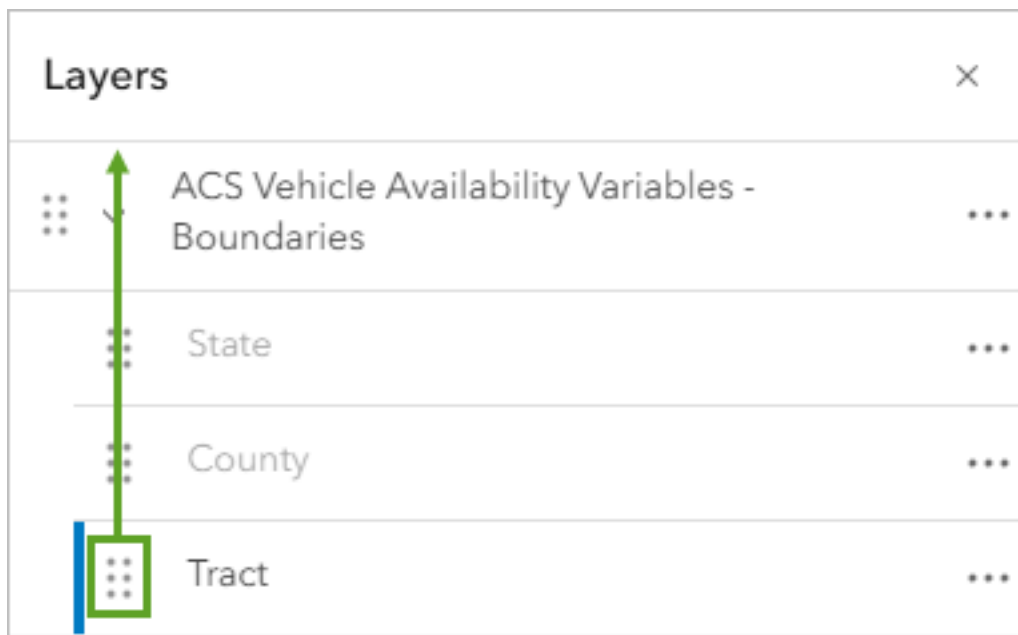 Layers
ACS Vehicle Availability Variables -
Boundaries
State
County
Tract